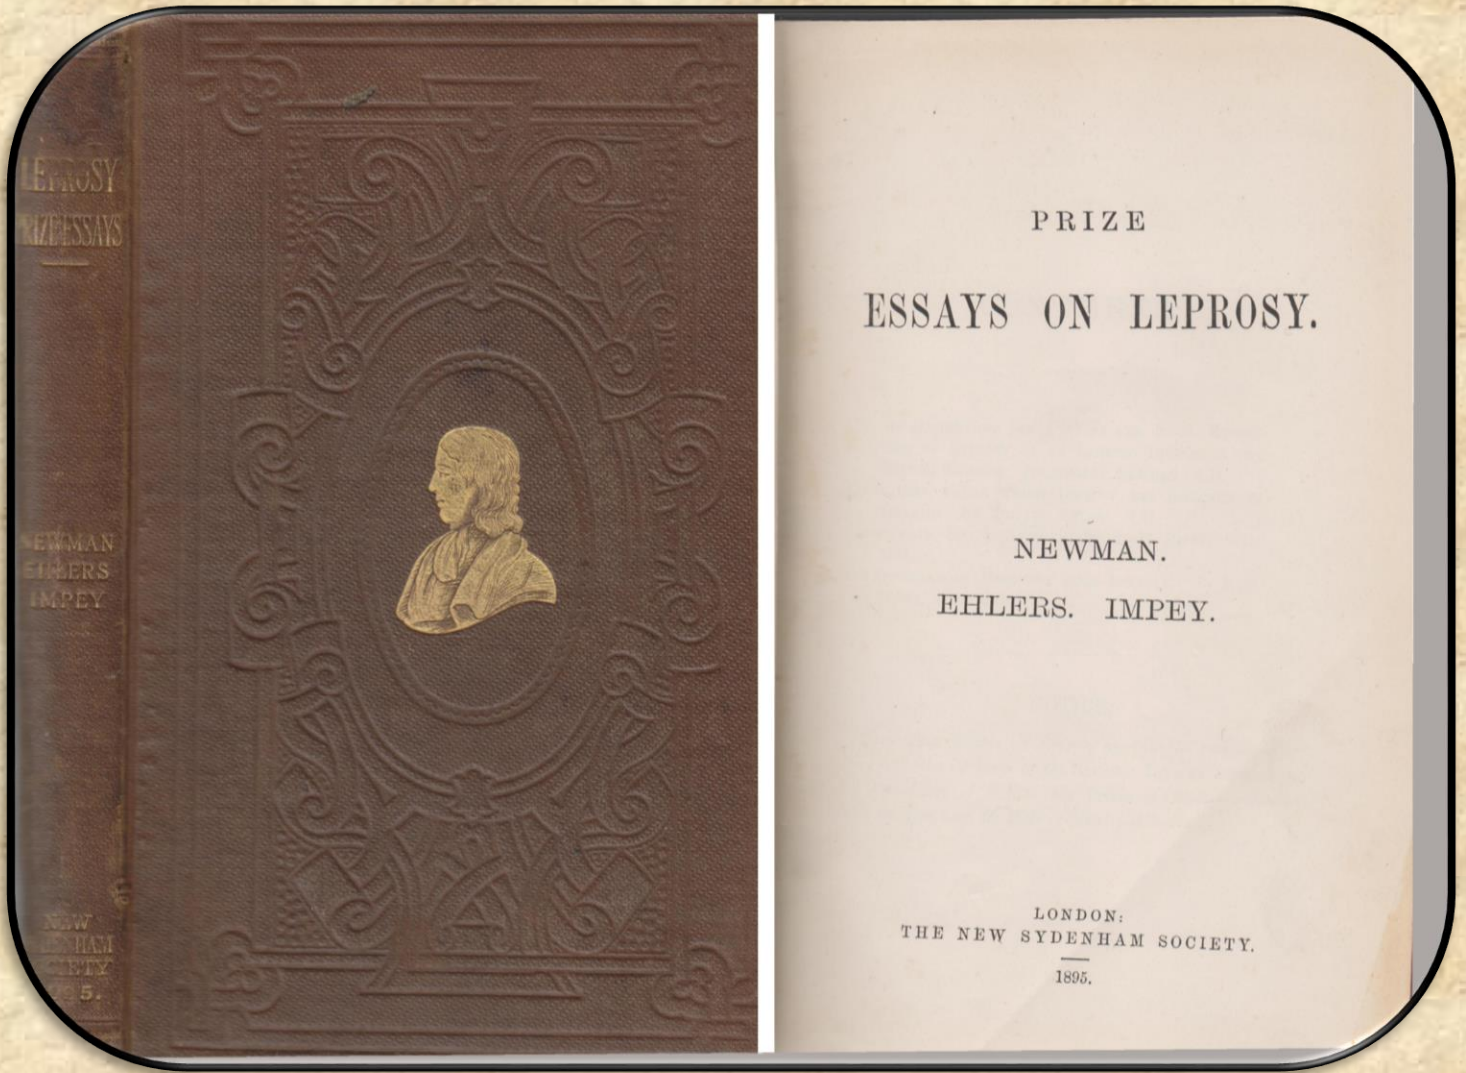 LEPROSY
PRIZE ESSAYS
NEWMAN
EHLERS
IMPEY
NEW
PRIZE
ESSAYS ON LEPROSY.
NEWMAN.
EHLERS. IMPEY.
LONDON:
THE NEW SYDENHAM SOCIETY.
1895.